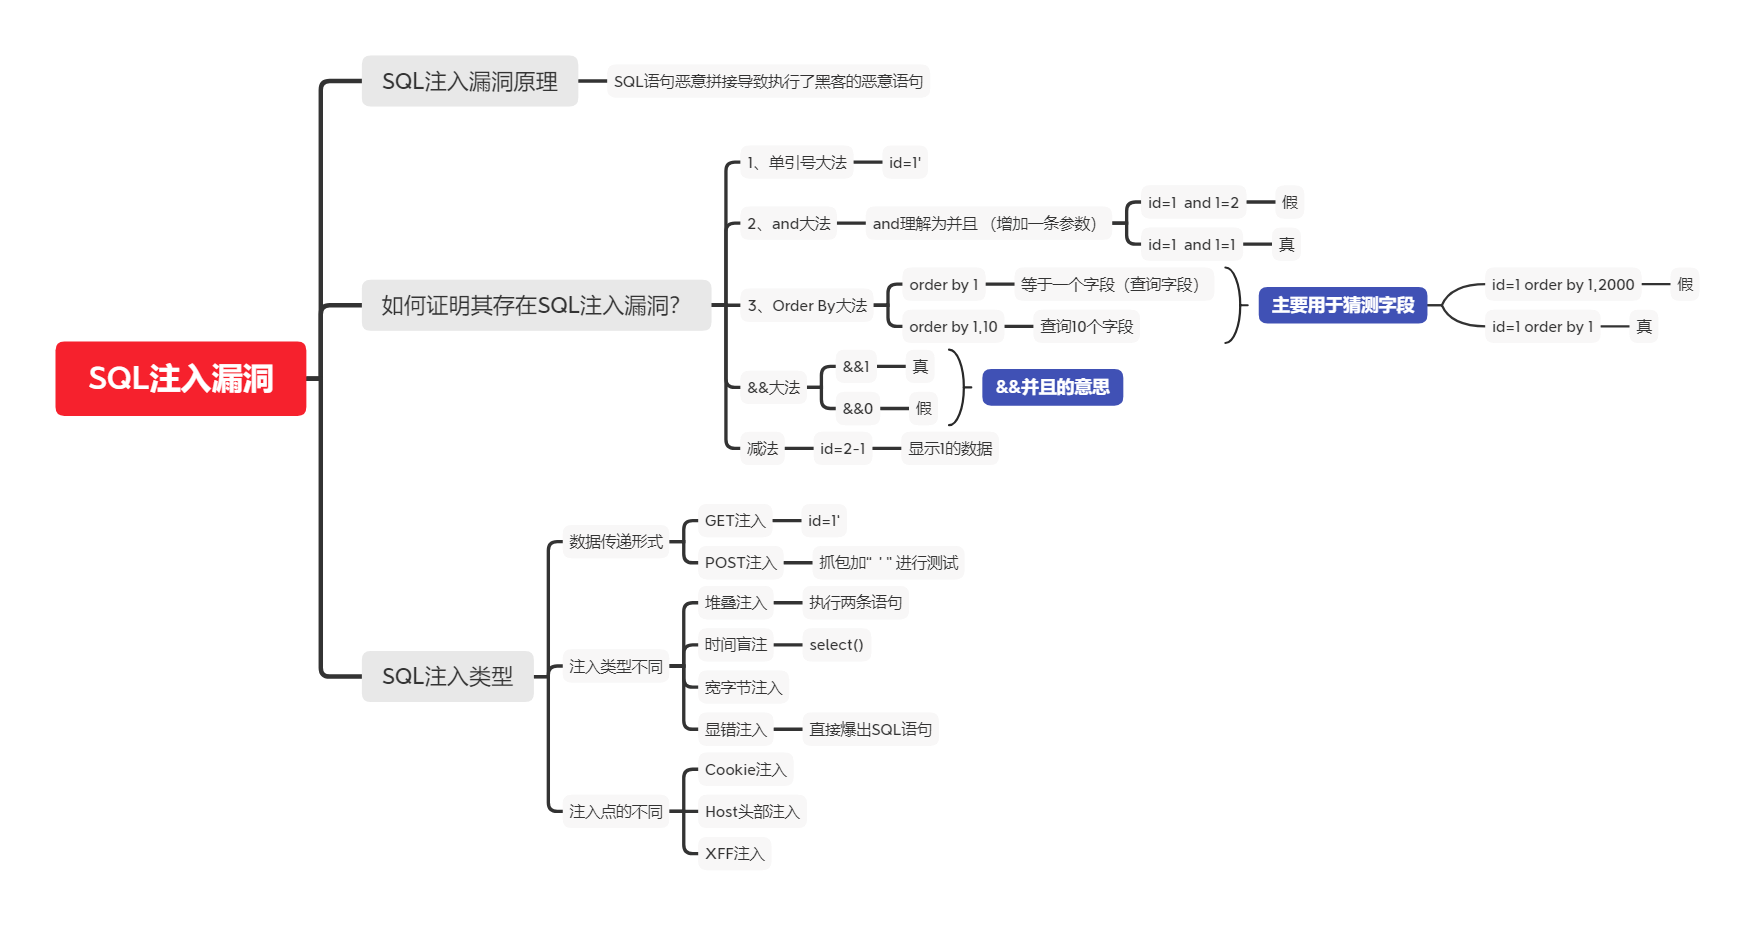 SQL注入漏洞
SQL注入漏洞原理
SQL语句恶意拼接导致执行了黑客的恶意语句
如何证明其存在SQL注入漏洞？
1、单引号大法
id=1'
2、and大法
and理解为并且 （增加一条参数）
id=1 and 1=2
假
id=1 and 1=1
真
3、Order By大法
order by 1
等于一个字段（查询字段）
order by 1,10
查询10个字段
主要用于猜测字段
id=1 order by 1,2000
假
id=1 order by 1
真
&&大法
&&1
真
&&0
假
&&并且的意思
减法
id=2-1
显示1的数据
SQL注入类型
数据传递形式
GET注入
id=1'
POST注入
抓包加" ' " 进行测试
注入类型不同
堆叠注入
执行两条语句
时间盲注
select()
宽字节注入
显错注入
直接爆出SQL语句
注入点的不同
Cookie注入
Host头部注入
XFF注入